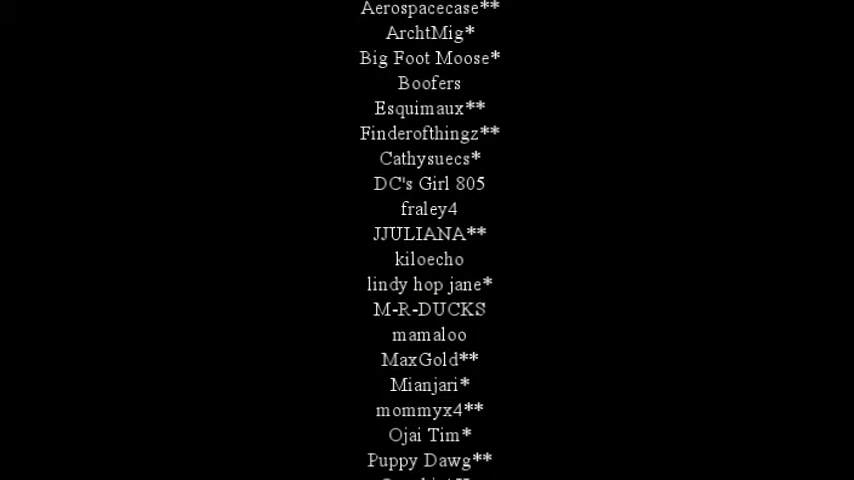 Aerospacecase**
ArchtMig*
Big Foot Moose*
Boofers
Esquimaux**
Finderofthingz**
Cathysuecs*
DC's Girl 805
fraley4
JJULIANA**
kiloecho
lindy hop jane*
M-R-DUCKS
mamaloo
MaxGold**
Mianjari*
mommyx4**
Ojai Tim*
Puppy Dawg**